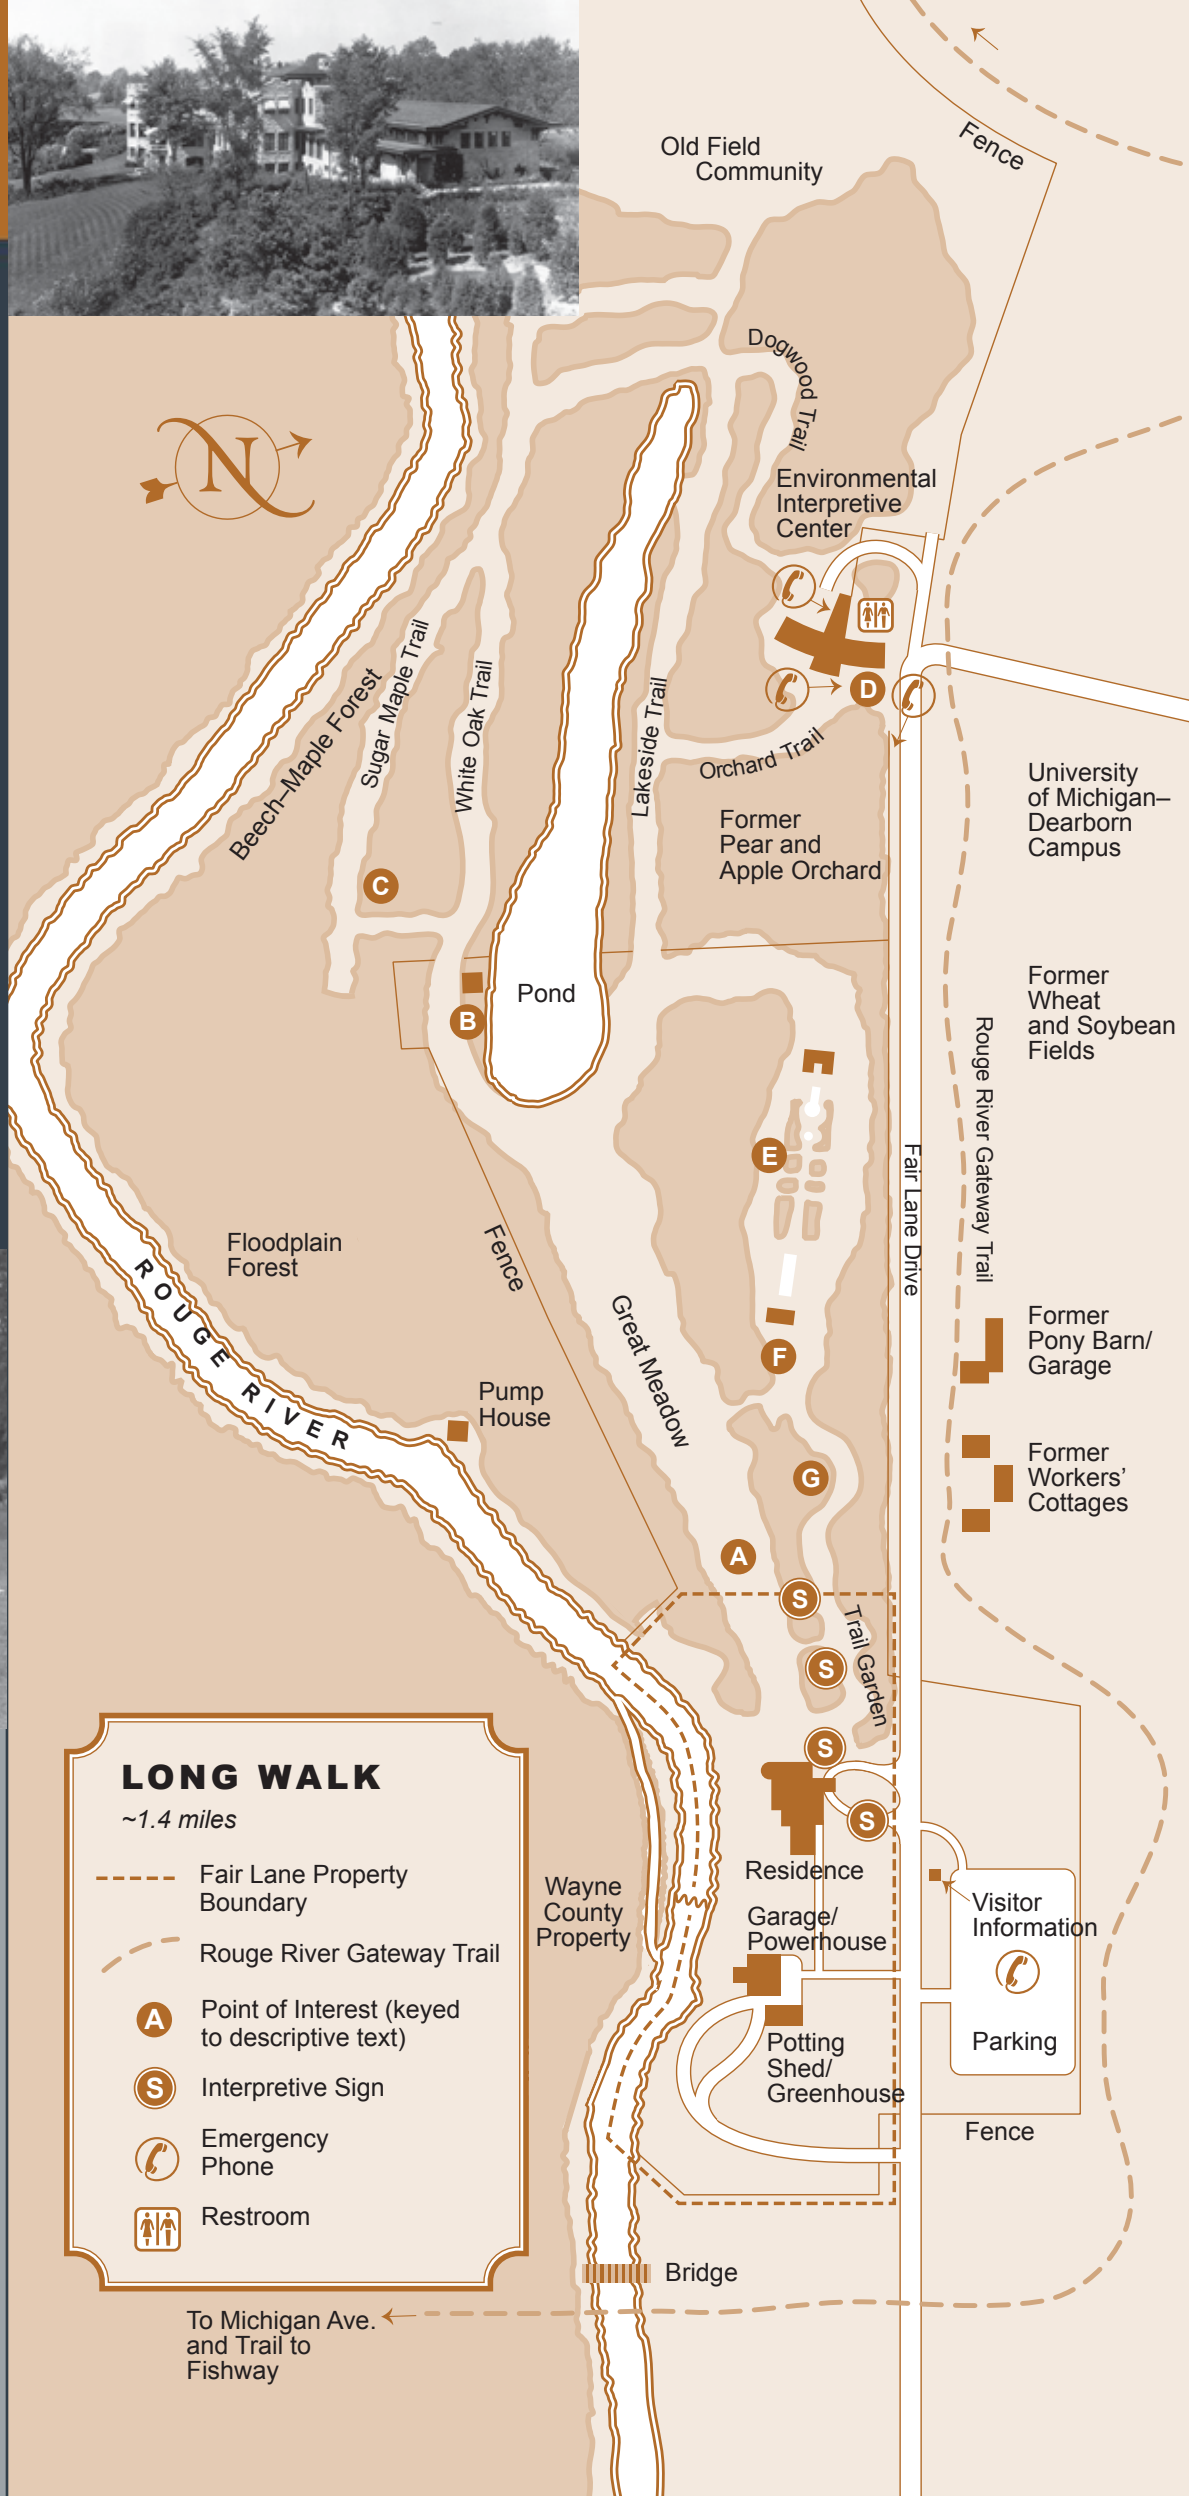 Old Field
Community
Fence
Dogwood Trail
N
Environmental
Interpretive
Center
D
Beech–Maple Forest
Sugar Maple Trail
White Oak Trail
Lakeside Trail
Orchard Trail
Former
Pear and
Apple Orchard
University
of Michigan–
Dearborn
Campus
C
Pond
B
Former
Wheat
and Soybean
Fields
Rouge River Gateway Trail
Fair Lane Drive
E
Floodplain
Forest
Fence
ROUGE RIVER
Great Meadow
F
Former
Pony Barn/
Garage
Pump
House
Former
Workers’
Cottages
G
A
S
Trail Garden
S
S
S
LONG WALK
~1.4 miles
Fair Lane Property
Boundary
Rouge River Gateway Trail
A
Point of Interest (keyed
to descriptive text)
S
Interpretive Sign
Emergency
Phone
Restroom
Wayne
County
Property
Residence
Garage/
Powerhouse
Visitor
Information
Potting
Shed/
Greenhouse
Parking
Fence
Bridge
To Michigan Ave.
and Trail to
Fishway